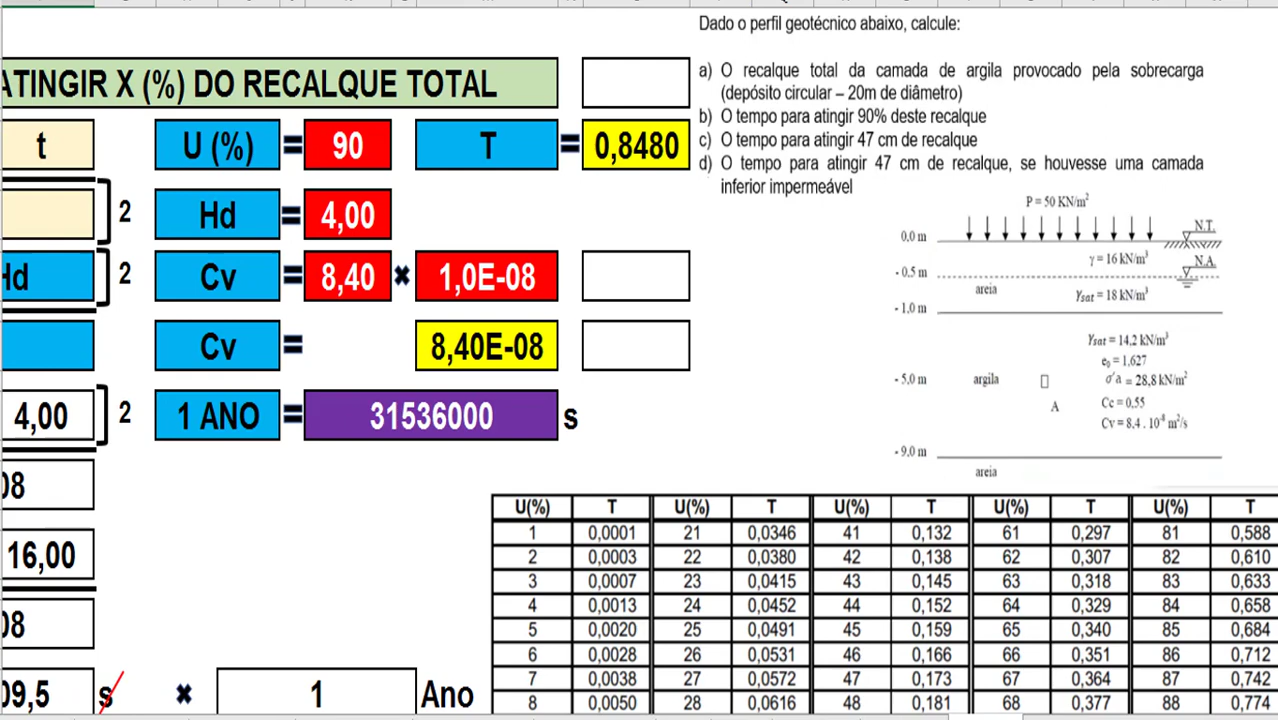 Dado o perfil geotécnico abaixo, calcule:
ATINGIR X (%) DO RECALQUE TOTAL
a) O recalque total da camada de argila provocado pela sobrecarga
(depósito circular – 20m de diâmetro)
b) O tempo para atingir 90% deste recalque
c) O tempo para atingir 47 cm de recalque
d) O tempo para atingir 47 cm de recalque, se houvesse uma camada
inferior impermeável
t U (%) = 90 T = 0,8480
2 Hd = 4,00
Hd 2 Cv = 8,40 × 1,0E-08
Cv = 8,40E-08
4,00 2 1 ANO = 31536000 s
08
16,00
08
09,5 s × 1 Ano
P = 50 KN/m²
0.0 m N.T.
γ = 16 kN/m³ N.A.
- 0.5 m
areia γsat = 18 kN/m³
- 1.0 m
γsat = 14,2 kN/m³
e₀ = 1,627
- 5.0 m argila σ'a = 28,8 kN/m²
A Cc = 0,55
Cv = 8,4 . 10⁻⁸ m²/s
- 9.0 m
areia
U(%) T U(%) T U(%) T U(%) T U(%) T
1 0,0001 21 0,0346 41 0,132 61 0,297 81 0,588
2 0,0003 22 0,0380 42 0,138 62 0,307 82 0,610
3 0,0007 23 0,0415 43 0,145 63 0,318 83 0,633
4 0,0013 24 0,0452 44 0,152 64 0,329 84 0,658
5 0,0020 25 0,0491 45 0,159 65 0,340 85 0,684
6 0,0028 26 0,0531 46 0,166 66 0,351 86 0,712
7 0,0038 27 0,0572 47 0,173 67 0,364 87 0,742
8 0,0050 28 0,0616 48 0,181 68 0,377 88 0,774